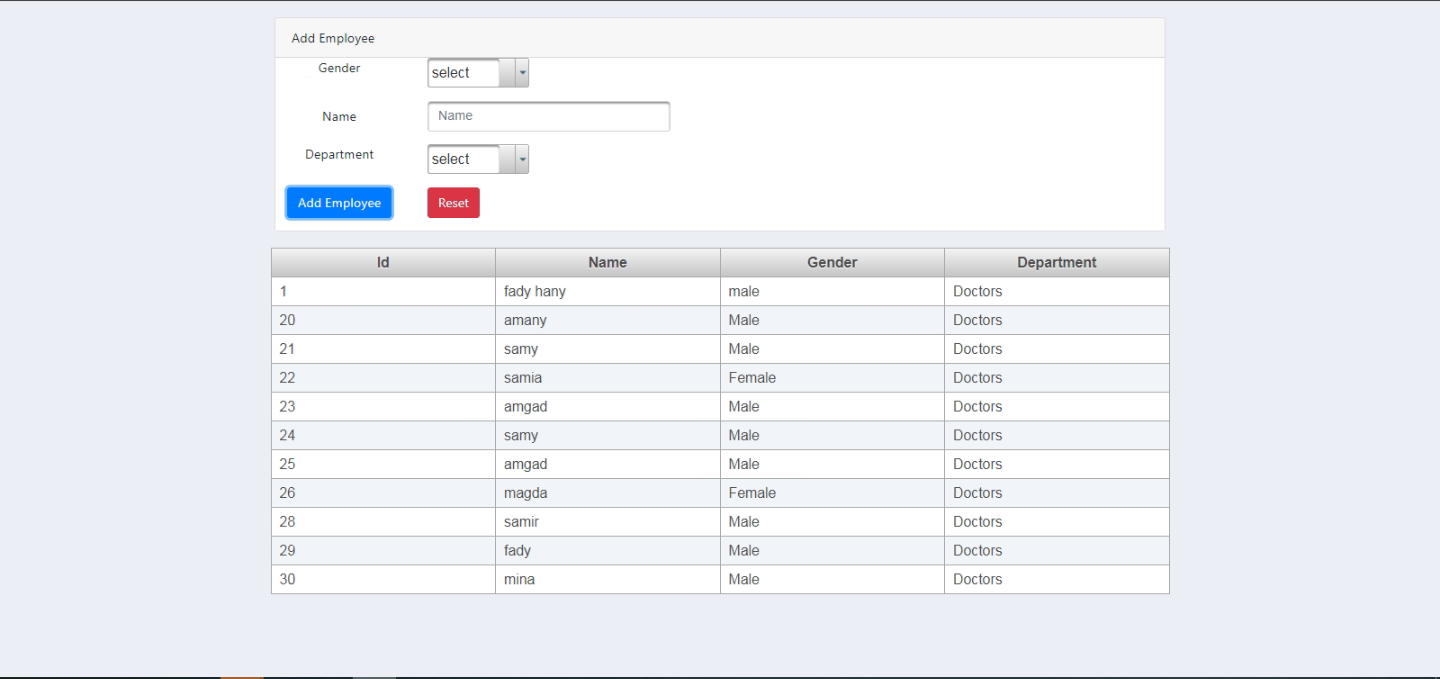 Add Employee
Gender select
Name Name
Department select
Add Employee Reset
Id Name Gender Department
1 fady hany male Doctors
20 amany Male Doctors
21 samy Male Doctors
22 samia Female Doctors
23 amgad Male Doctors
24 samy Male Doctors
25 amgad Male Doctors
26 magda Female Doctors
28 samir Male Doctors
29 fady Male Doctors
30 mina Male Doctors